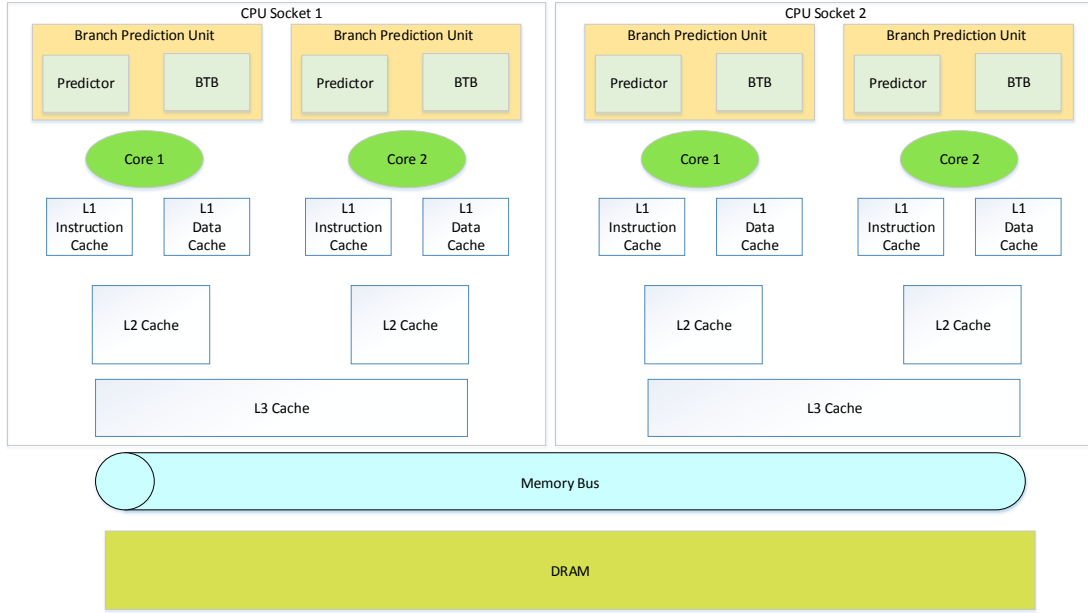 CPU Socket 1
Branch Prediction Unit
Predictor
BTB
Branch Prediction Unit
Predictor
BTB
Core 1
Core 2
L1
Instruction
Cache
L1
Data
Cache
L1
Instruction
Cache
L1
Data
Cache
L2 Cache
L2 Cache
L3 Cache
CPU Socket 2
Branch Prediction Unit
Predictor
BTB
Branch Prediction Unit
Predictor
BTB
Core 1
Core 2
L1
Instruction
Cache
L1
Data
Cache
L1
Instruction
Cache
L1
Data
Cache
L2 Cache
L2 Cache
L3 Cache
Memory Bus
DRAM